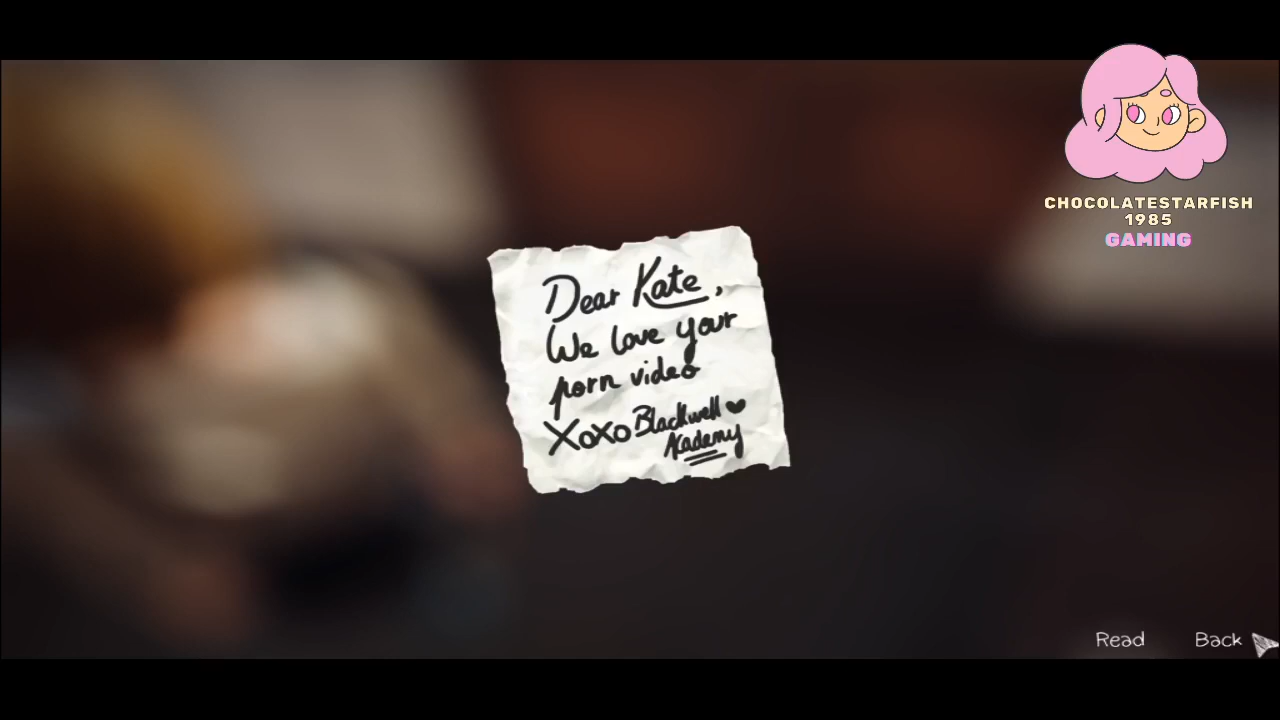 Dear Kate,
We love your
porn video
XoXo Blackwell
Academy
CHOCOLATESTARFISH
1985
GAMING
Read Back